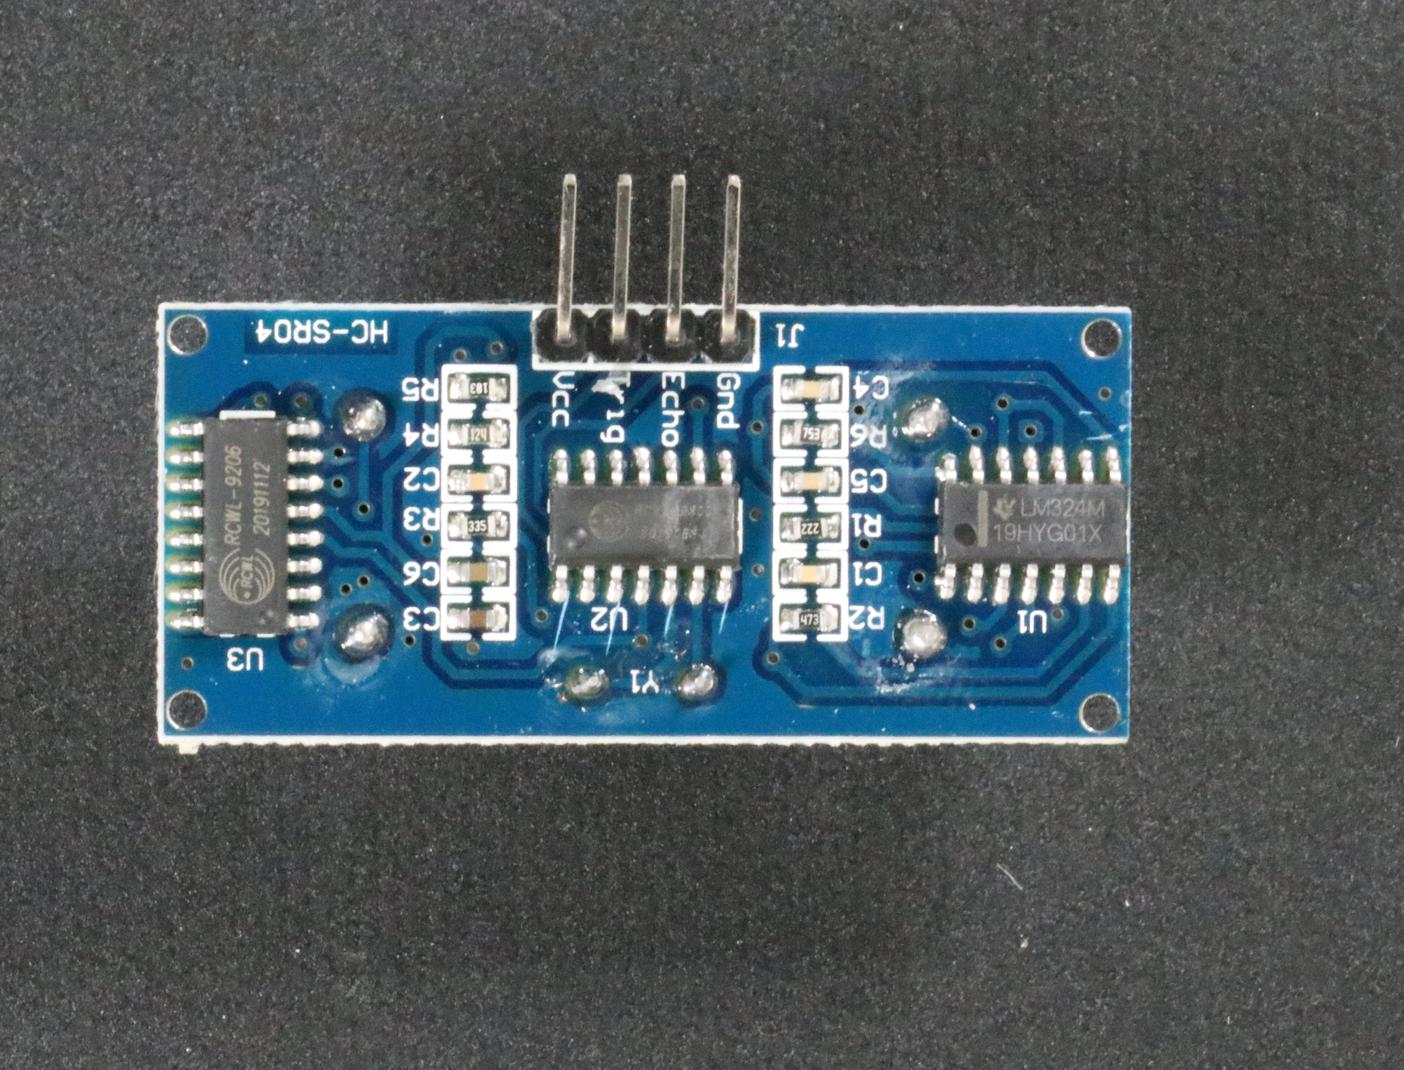 HC-SR04
J1
Vcc
Trig
Echo
Gnd
R5
183
R4
124
C2
R3
335
C6
C3
C4
R6
753
C5
R1
222
C1
R2
473
RCWL-9206
20191112
RCWL
U3
U2
Y1
LM324M
19HYG01X
U1